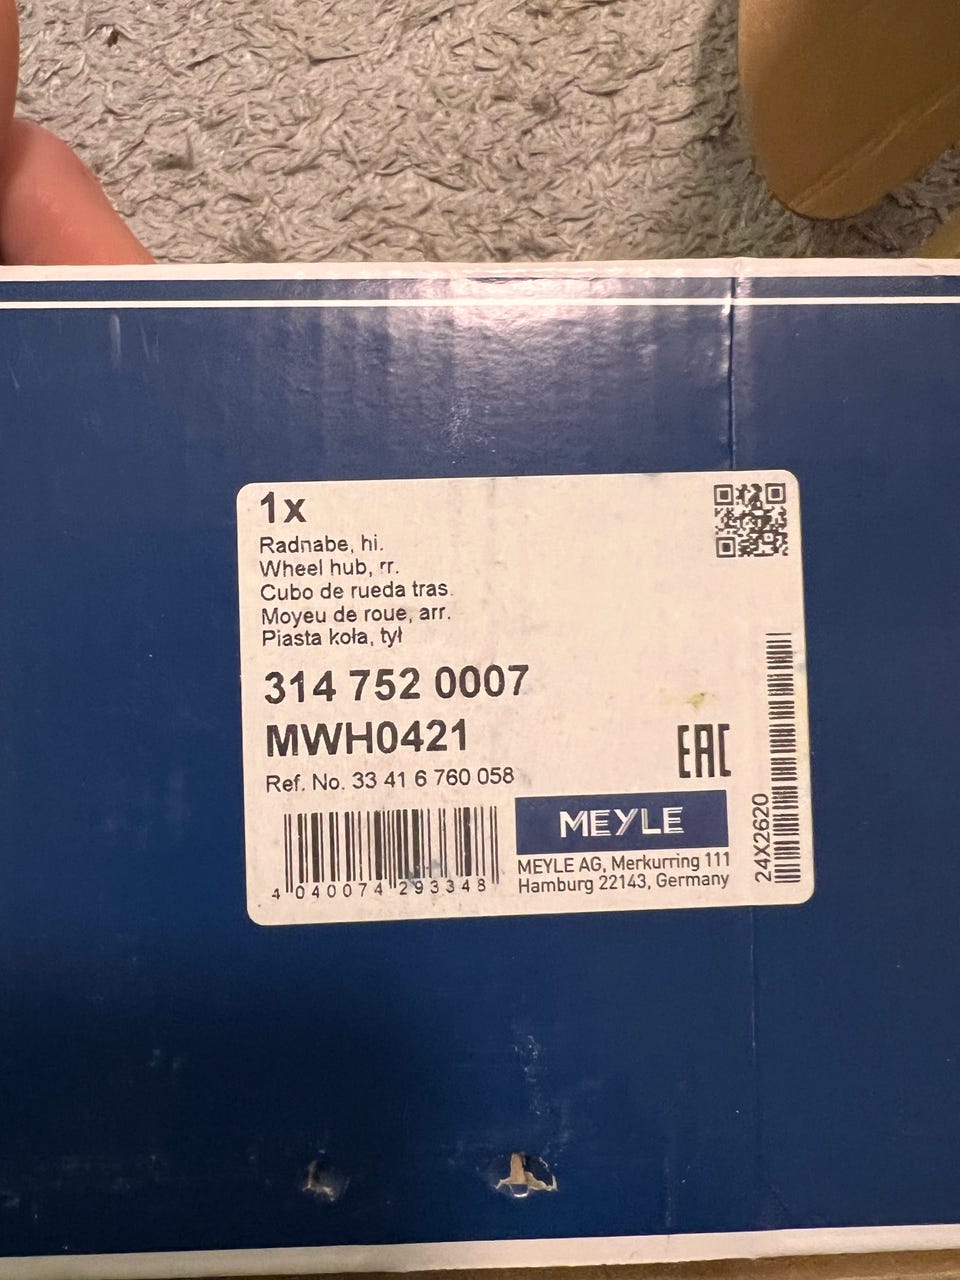 1x
Radnabe, hi.
Wheel hub, rr.
Cubo de rueda tras.
Moyeu de roue, arr.
Piasta koła, tył
314 752 0007
MWH0421
Ref. No. 33 41 6 760 058
EAC
MEYLE
MEYLE AG, Merkurring 111
Hamburg 22143, Germany
4 040074 293348
24X2620